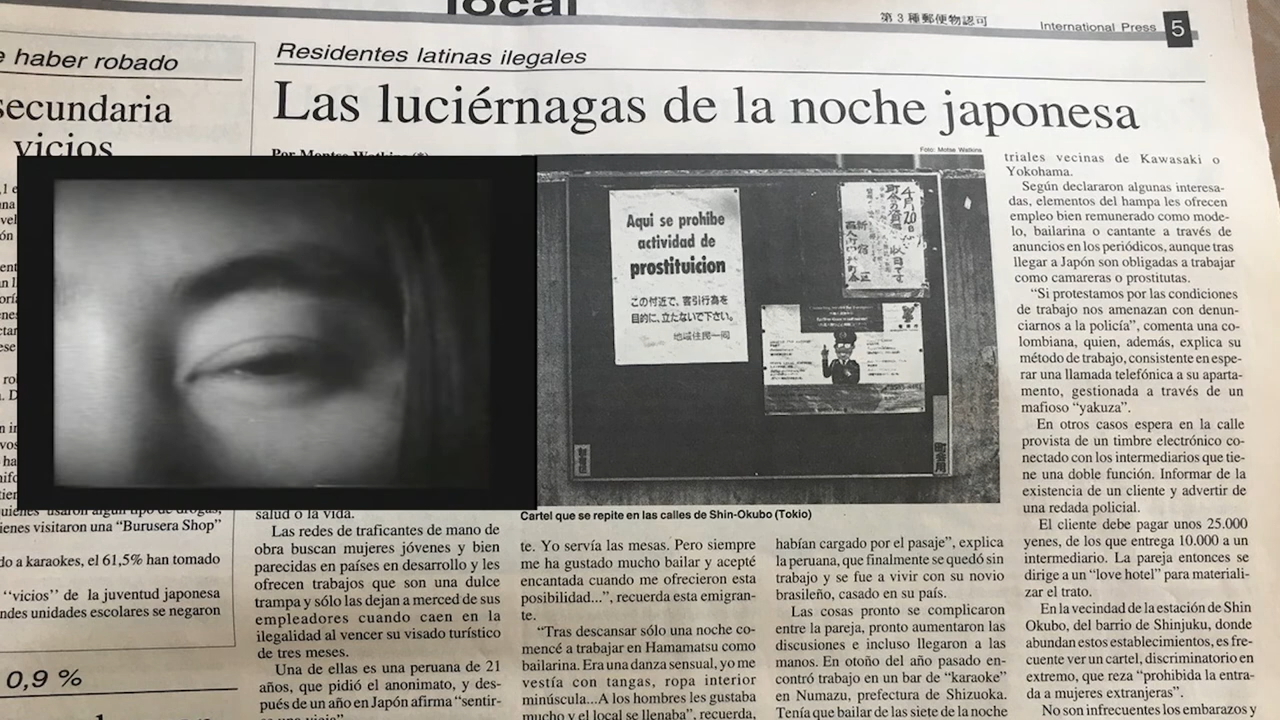 local
第3種郵便物認可
International Press 5
e haber robado
secundaria
vicios
Residentes latinas ilegales
Las luciérnagas de la noche japonesa
Foto: Motse Watkins
Aqui se prohibe
actividad de
prostituicion
この付近で、客引行為を
目的に、立たないで下さい。
地域住民一同
4月20日
町会用
Cartel que se repite en las calles de Shin-Okubo (Tokio)
quienes usaron algún tipo de drogas,
ienes visitaron una “Burusera Shop”
do a karaokes, el 61,5% han tomado
“vicios” de la juventud japonesa
ndes unidades escolares se negaron
0,9 %
salud o la vida.
Las redes de traficantes de mano de
obra buscan mujeres jóvenes y bien
parecidas en países en desarrollo y les
ofrecen trabajos que son una dulce
trampa y sólo las dejan a merced de sus
empleadores cuando caen en la
ilegalidad al vencer su visado turístico
de tres meses.
Una de ellas es una peruana de 21
años, que pidió el anonimato, y des-
pués de un año en Japón afirma “sentir-
te. Yo servía las mesas. Pero siempre
me ha gustado mucho bailar y acepté
encantada cuando me ofrecieron esta
posibilidad...”, recuerda esta emigran-
te.
“Tras descansar sólo una noche co-
mencé a trabajar en Hamamatsu como
bailarina. Era una danza sensual, yo me
vestía con tangas, ropa interior
minúscula...A los hombres les gustaba
mucho y el local se llenaba”, recuerda,
habían cargado por el pasaje”, explica
la peruana, que finalmente se quedó sin
trabajo y se fue a vivir con su novio
brasileño, casado en su país.
Las cosas pronto se complicaron
entre la pareja, pronto aumentaron las
discusiones e incluso llegaron a las
manos. En otoño del año pasado en-
contró trabajo en un bar de “karaoke”
en Numazu, prefectura de Shizuoka.
Tenía que bailar de las siete de la noche
triales vecinas de Kawasaki o
Yokohama.
Según declararon algunas interesa-
das, elementos del hampa les ofrecen
empleo bien remunerado como mode-
lo, bailarina o cantante a través de
anuncios en los periódicos, aunque tras
llegar a Japón son obligadas a trabajar
como camareras o prostitutas.
“Si protestamos por las condiciones
de trabajo nos amenazan con denun-
ciarnos a la policía”, comenta una co-
lombiana, quien, además, explica su
método de trabajo, consistente en espe-
rar una llamada telefónica a su aparta-
mento, gestionada a través de un
mafioso “yakuza”.
En otros casos espera en la calle
provista de un timbre electrónico co-
nectado con los intermediarios que tie-
ne una doble función. Informar de la
existencia de un cliente y advertir de
una redada policial.
El cliente debe pagar unos 25.000
yenes, de los que entrega 10.000 a un
intermediario. La pareja entonces se
dirige a un “love hotel” para materiali-
zar el trato.
En la vecindad de la estación de Shin
Okubo, del barrio de Shinjuku, donde
abundan estos establecimientos, es fre-
cuente ver un cartel, discriminatorio en
extremo, que reza “prohibida la entra-
da a mujeres extranjeras”.
No son infrecuentes los embarazos y